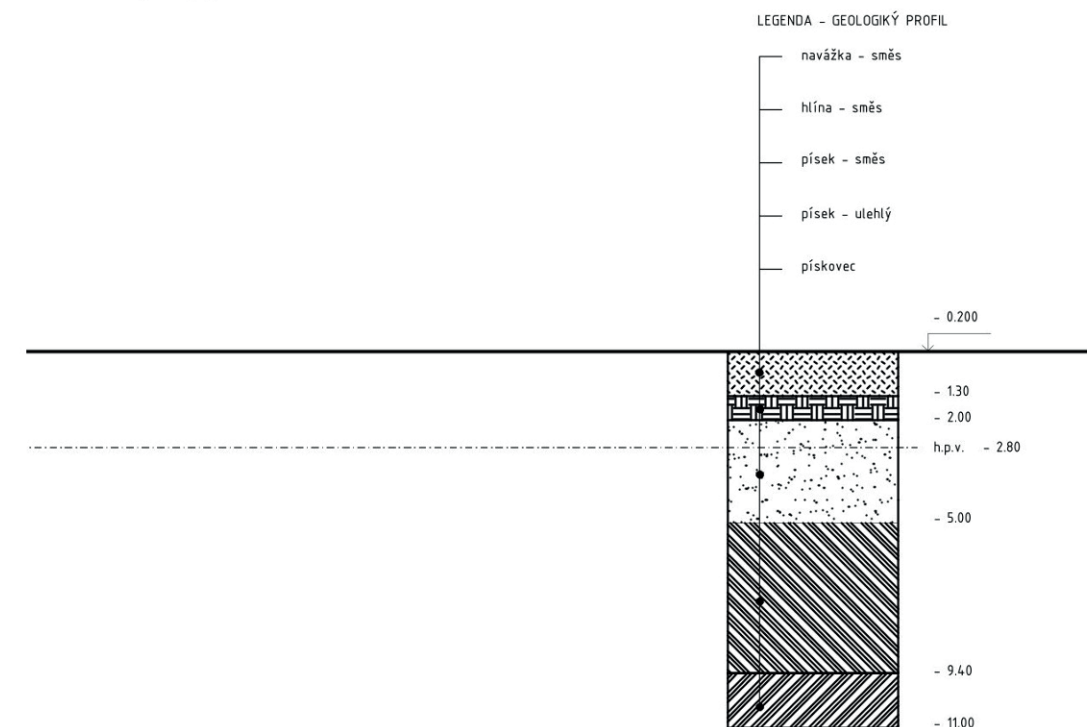 LEGENDA - GEOLOGIKÝ PROFIL
navážka - směs
hlína - směs
písek - směs
písek - ulehlý
pískovec
- 0.200
- 1.30
- 2.00
h.p.v. - 2.80
- 5.00
- 9.40
- 11.00